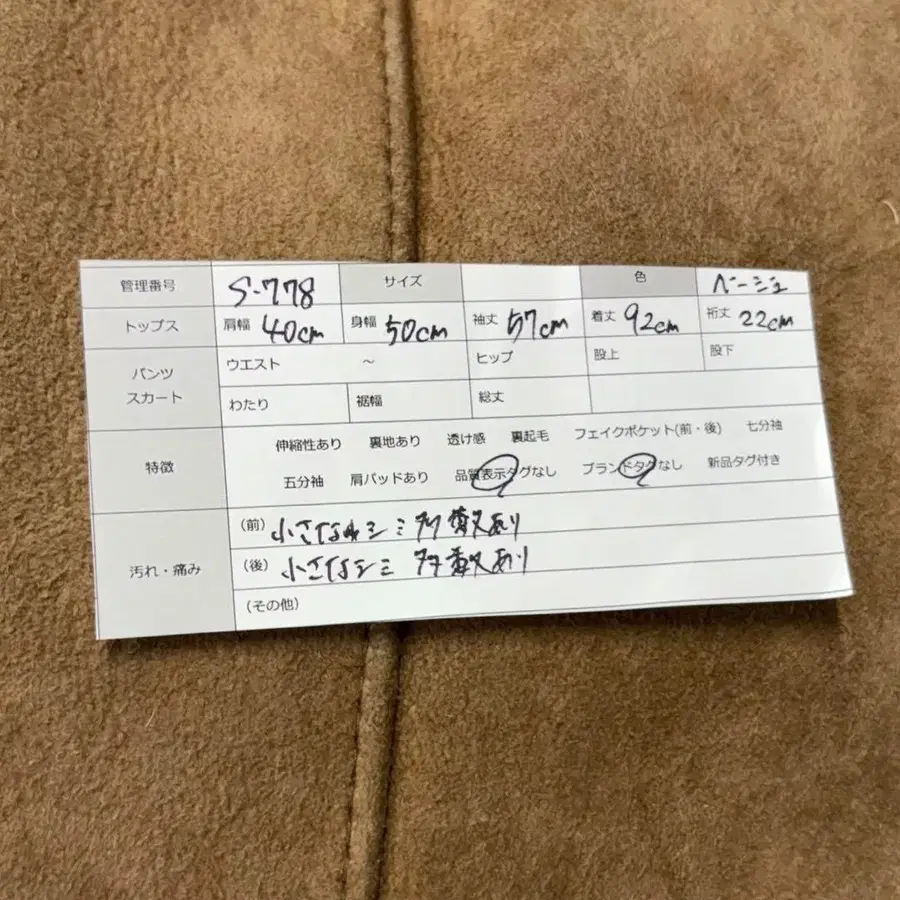 管理番号 S-778 サイズ 色 ベージュ
トップス 肩幅 40cm 身幅 50cm 袖丈 57cm 着丈 92cm 裄丈 22cm
パンツ スカート ウエスト ～ ヒップ 股上 股下
わたり 裾幅 総丈
特徴 伸縮性あり 裏地あり 透け感 裏起毛 フェイクポケット(前・後) 七分袖
五分袖 肩パッドあり 品質表示タグなし ブランドタグなし 新品タグ付き
汚れ・痛み (前) 小さなシミ 多数あり
(後) 小さなシミ 多数あり
(その他)